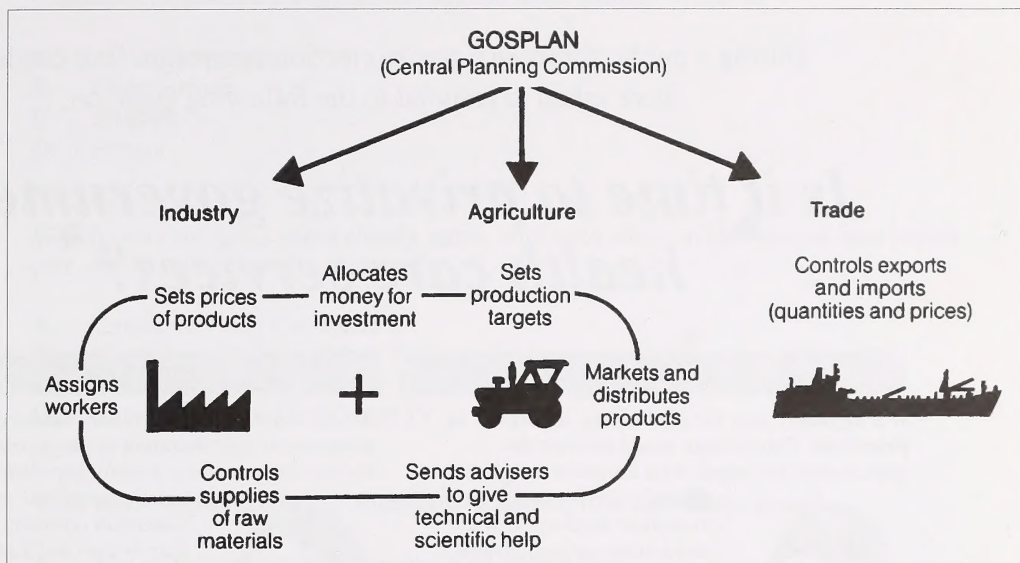 GOSPLAN
(Central Planning Commission)
Industry
Agriculture
Trade
Sets prices
of products
Allocates
money for
investment
Sets
production
targets
Controls exports
and imports
(quantities and prices)
Assigns
workers
Markets and
distributes
products
Controls
supplies
of raw
materials
Sends advisers
to give
technical and
scientific help